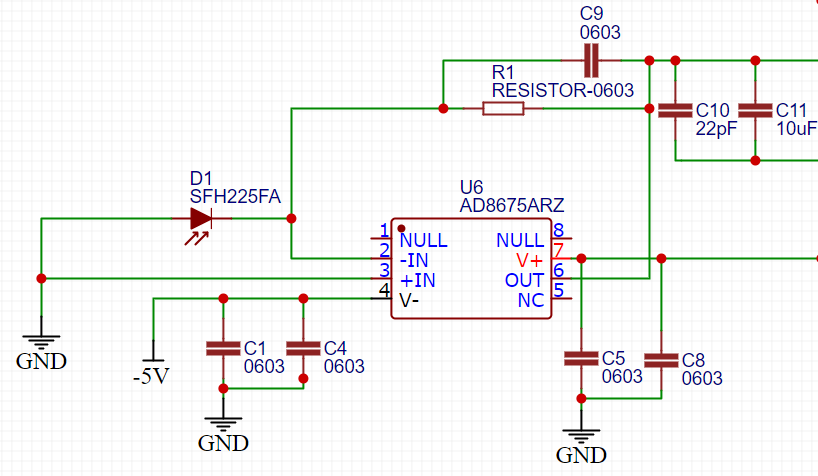 C9
0603
R1
RESISTOR-0603
C10
22pF
C11
10uF
D1
SFH225FA
U6
AD8675ARZ
1
NULL
NULL
8
2
-IN
V+
7
3
+IN
OUT
6
4
V-
NC
5
GND
-5V
C1
0603
C4
0603
C5
0603
C8
0603
GND
GND